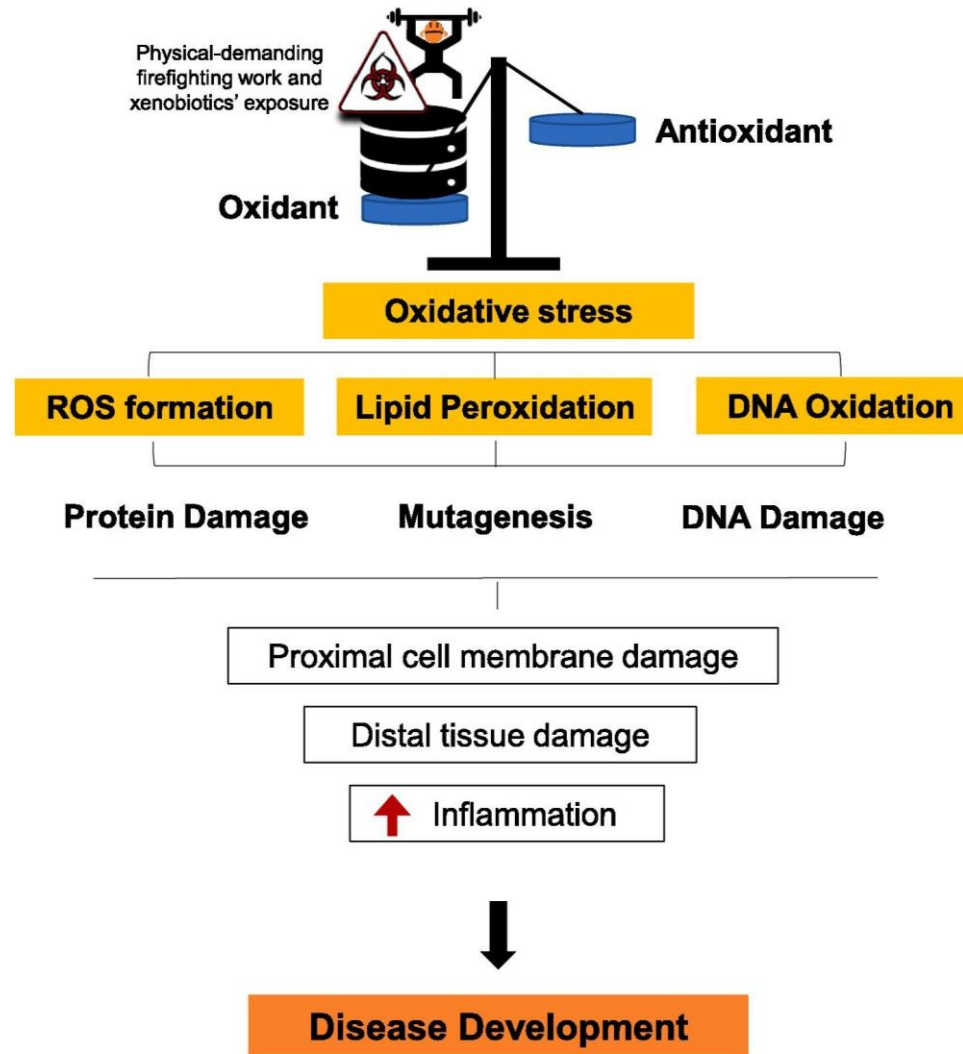 Physical-demanding
firefighting work and
xenobiotics' exposure
Antioxidant
Oxidant
Oxidative stress
ROS formation
Lipid Peroxidation
DNA Oxidation
Protein Damage
Mutagenesis
DNA Damage
Proximal cell membrane damage
Distal tissue damage
Inflammation
Disease Development